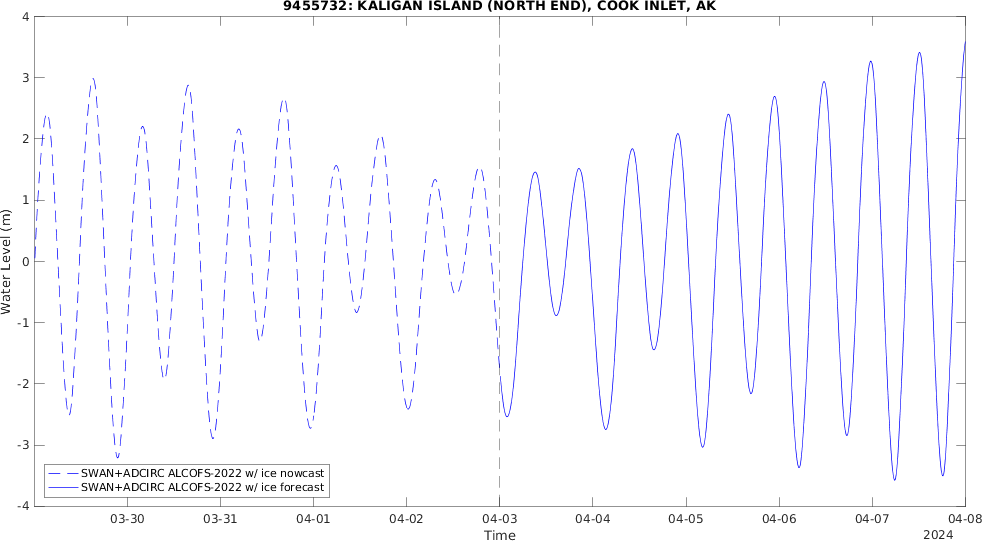 9455732: KALIGAN ISLAND (NORTH END), COOK INLET, AK
4
3
2
1
0
-1
-2
-3
-4
Water Level (m)
SWAN+ADCIRC ALCOFS-2022 w/ ice nowcast
SWAN+ADCIRC ALCOFS-2022 w/ ice forecast
03-30 03-31 04-01 04-02 04-03 04-04 04-05 04-06 04-07 04-08
Time
2024